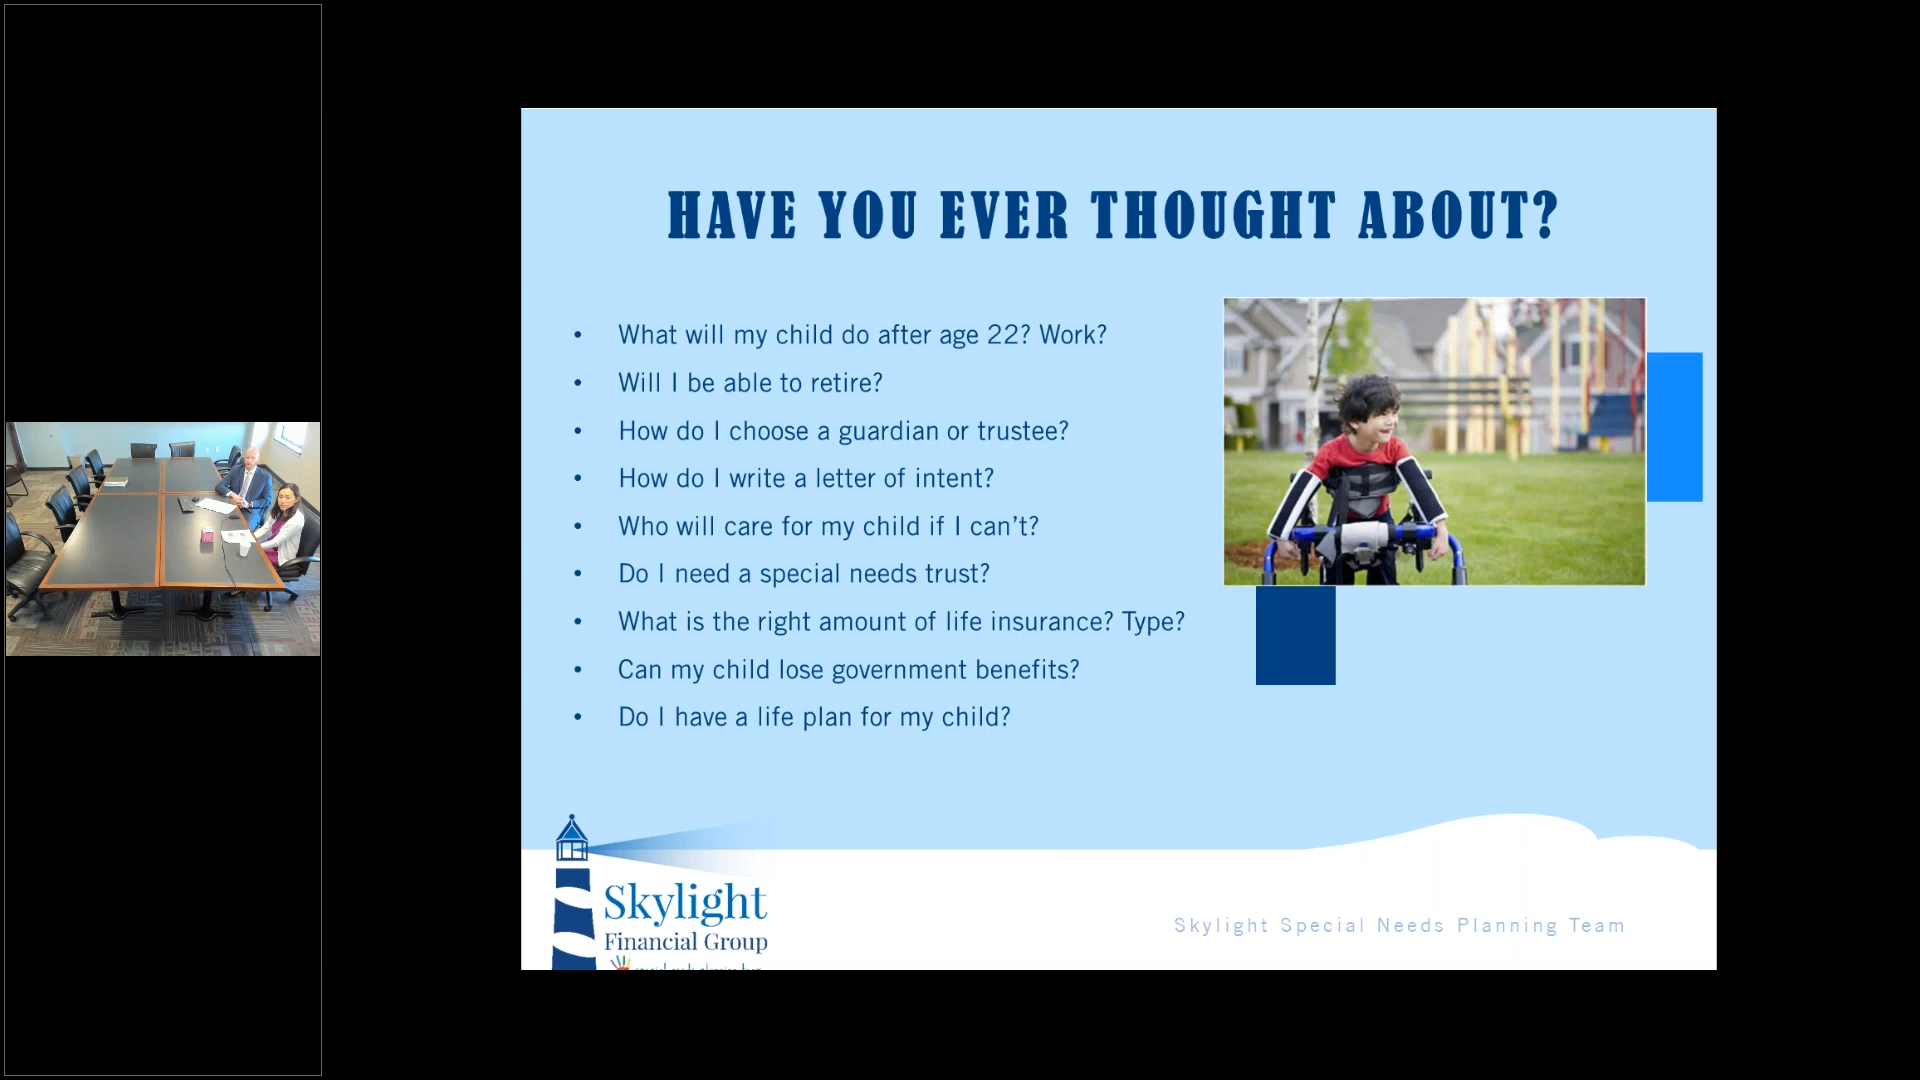 HAVE YOU EVER THOUGHT ABOUT?
• What will my child do after age 22? Work?
• Will I be able to retire?
• How do I choose a guardian or trustee?
• How do I write a letter of intent?
• Who will care for my child if I can’t?
• Do I need a special needs trust?
• What is the right amount of life insurance? Type?
• Can my child lose government benefits?
• Do I have a life plan for my child?
Skylight
Financial Group
Skylight Special Needs Planning Team